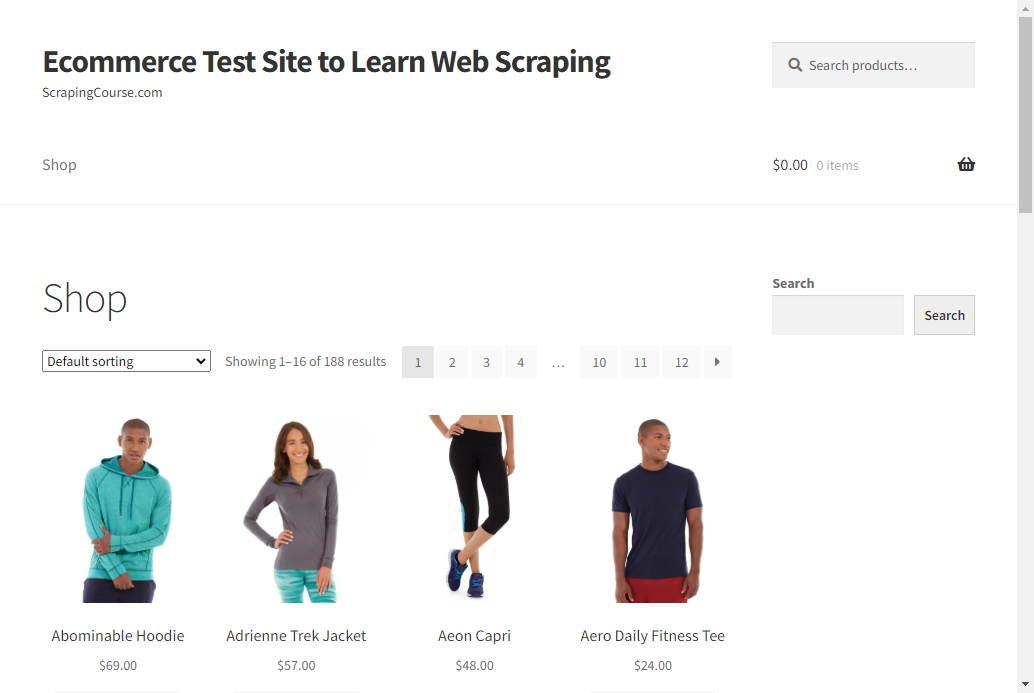 Ecommerce Test Site to Learn Web Scraping
ScrapingCourse.com
Search products…
Shop
$0.00 0 items
Shop
Search
Search
Default sorting
Showing 1–16 of 188 results
1 2 3 4 … 10 11 12
Abominable Hoodie
$69.00
Adrienne Trek Jacket
$57.00
Aeon Capri
$48.00
Aero Daily Fitness Tee
$24.00